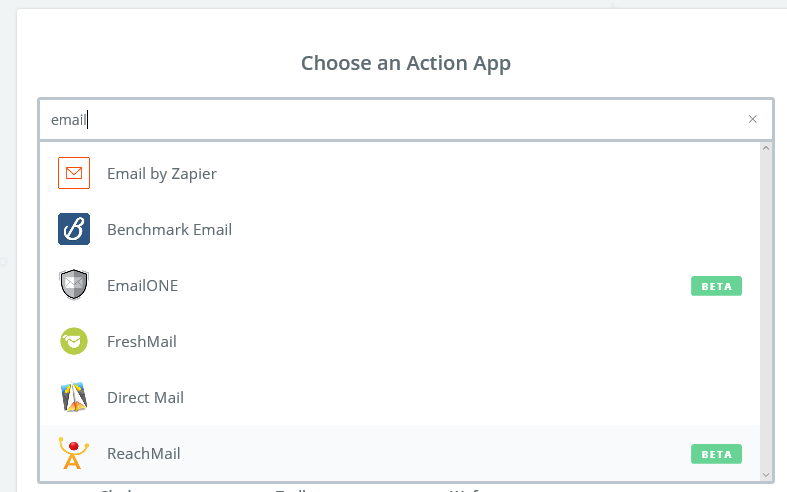 Choose an Action App
email
Email by Zapier
Benchmark Email
EmailONE
BETA
FreshMail
Direct Mail
ReachMail
BETA